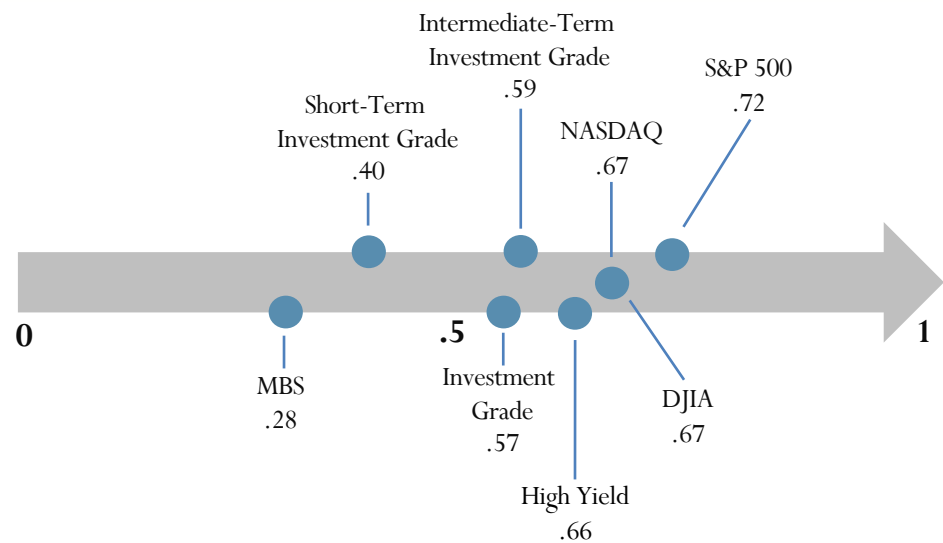 Intermediate-Term
Investment Grade
.59
S&P 500
.72
Short-Term
Investment Grade
.40
NASDAQ
.67
0
.5
1
MBS
.28
Investment
Grade
.57
DJIA
.67
High Yield
.66